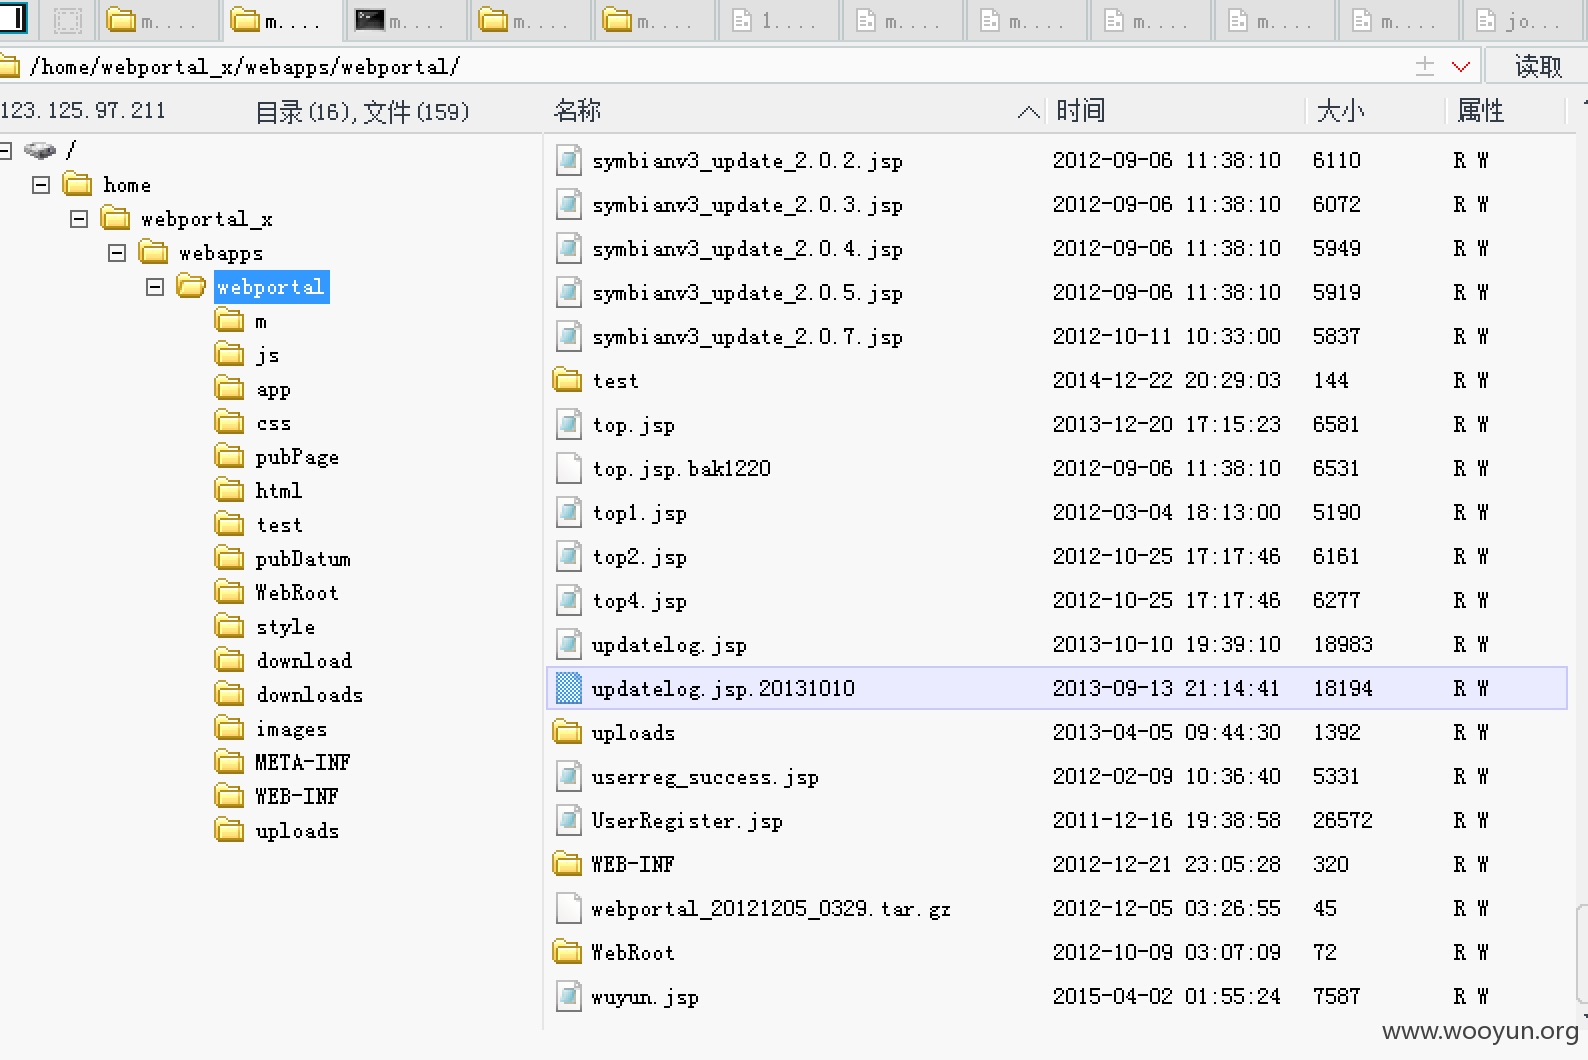 m.... m.... m.... m.... m.... 1... m.... m.... m.... m.... m.... jo...
/home/webportal_x/webapps/webportal/ 读取
123.125.97.211 目录(16),文件(159) 名称 时间 大小 属性
/
home
webportal_x
webapps
webportal
m
js
app
css
pubPage
html
test
pubDatum
WebRoot
style
download
downloads
images
META-INF
WEB-INF
uploads
symbianv3_update_2.0.2.jsp 2012-09-06 11:38:10 6110 R W
symbianv3_update_2.0.3.jsp 2012-09-06 11:38:10 6072 R W
symbianv3_update_2.0.4.jsp 2012-09-06 11:38:10 5949 R W
symbianv3_update_2.0.5.jsp 2012-09-06 11:38:10 5919 R W
symbianv3_update_2.0.7.jsp 2012-10-11 10:33:00 5837 R W
test 2014-12-22 20:29:03 144 R W
top.jsp 2013-12-20 17:15:23 6581 R W
top.jsp.bak1220 2012-09-06 11:38:10 6531 R W
top1.jsp 2012-03-04 18:13:00 5190 R W
top2.jsp 2012-10-25 17:17:46 6161 R W
top4.jsp 2012-10-25 17:17:46 6277 R W
updatelog.jsp 2013-10-10 19:39:10 18983 R W
updatelog.jsp.20131010 2013-09-13 21:14:41 18194 R W
uploads 2013-04-05 09:44:30 1392 R W
userreg_success.jsp 2012-02-09 10:36:40 5331 R W
UserRegister.jsp 2011-12-16 19:38:58 26572 R W
WEB-INF 2012-12-21 23:05:28 320 R W
webportal_20121205_0329.tar.gz 2012-12-05 03:26:55 45 R W
WebRoot 2012-10-09 03:07:09 72 R W
wuyun.jsp 2015-04-02 01:55:24 7587 R W
www.wooyun.org